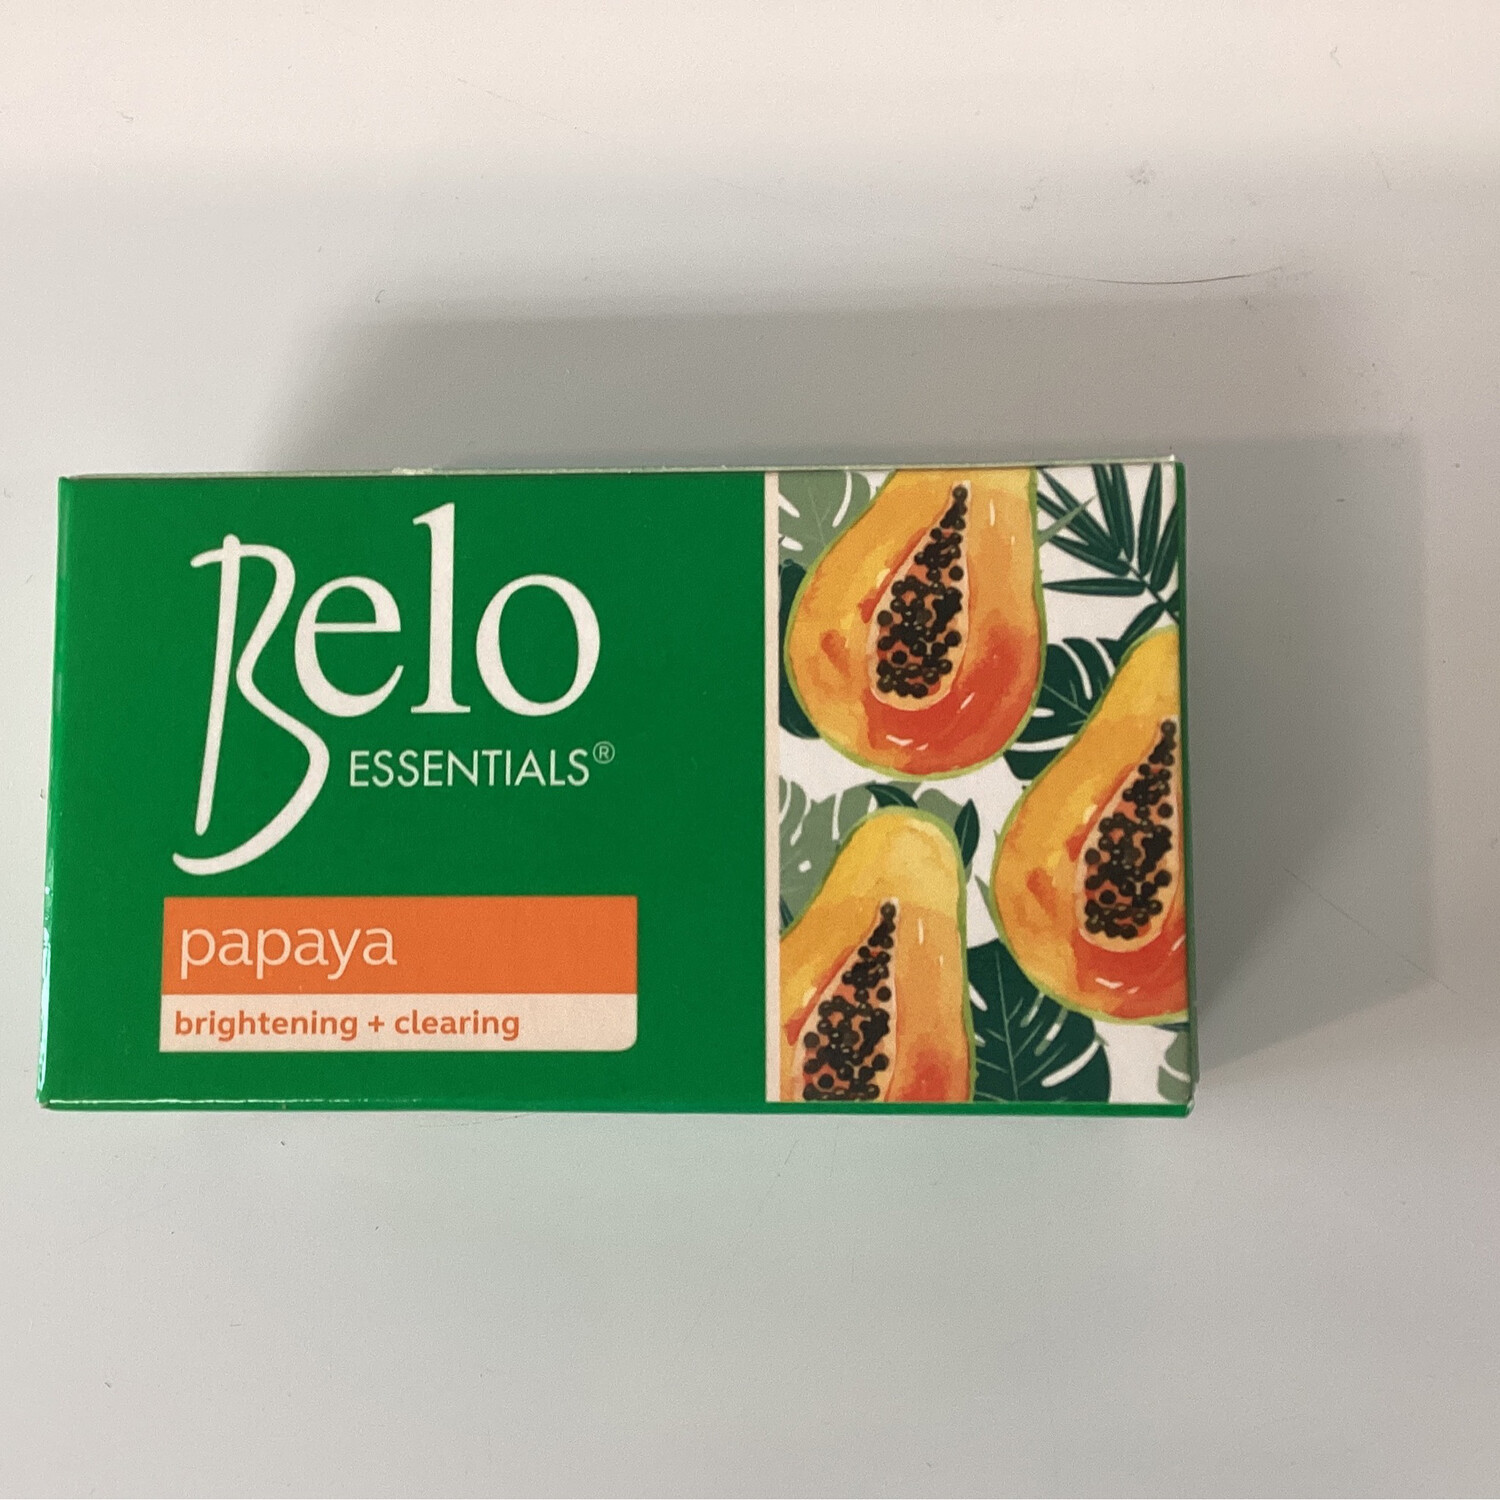 Belo
ESSENTIALS®
papaya
brightening + clearing